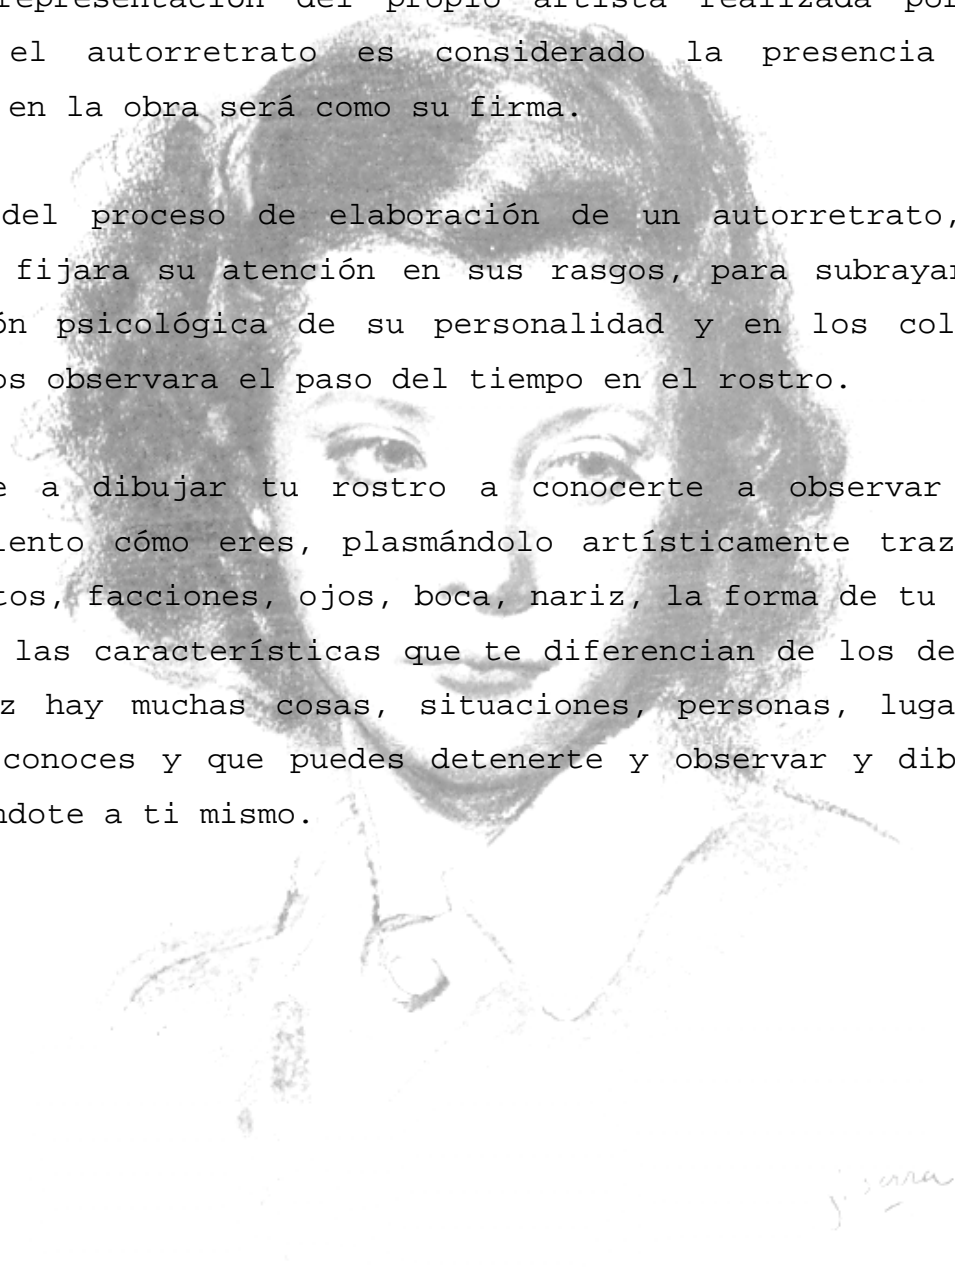 representación del propio artista realizada por
el autorretrato es considerado la presencia
en la obra será como su firma.
del proceso de elaboración de un autorretrato,
fijara su atención en sus rasgos, para subrayar
ón psicológica de su personalidad y en los col
os observara el paso del tiempo en el rostro.
e a dibujar tu rostro a conocerte a observar
iento cómo eres, plasmándolo artísticamente traz
tos, facciones, ojos, boca, nariz, la forma de tu
las características que te diferencian de los de
z hay muchas cosas, situaciones, personas, luga
conoces y que puedes detenerte y observar y dib
ndote a ti mismo.